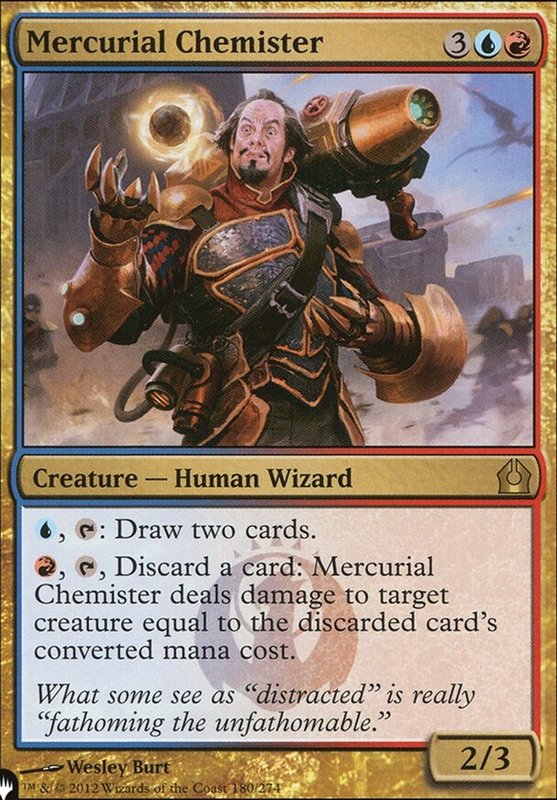 Mercurial Chemister 3
Creature — Human Wizard
: Draw two cards.
, , Discard a card: Mercurial
Chemister deals damage to target
creature equal to the discarded card's
converted mana cost.
What some see as "distracted" is really
"fathoming the unfathomable."
2/3
Wesley Burt
™ & © 2012 Wizards of the Coast 180/274